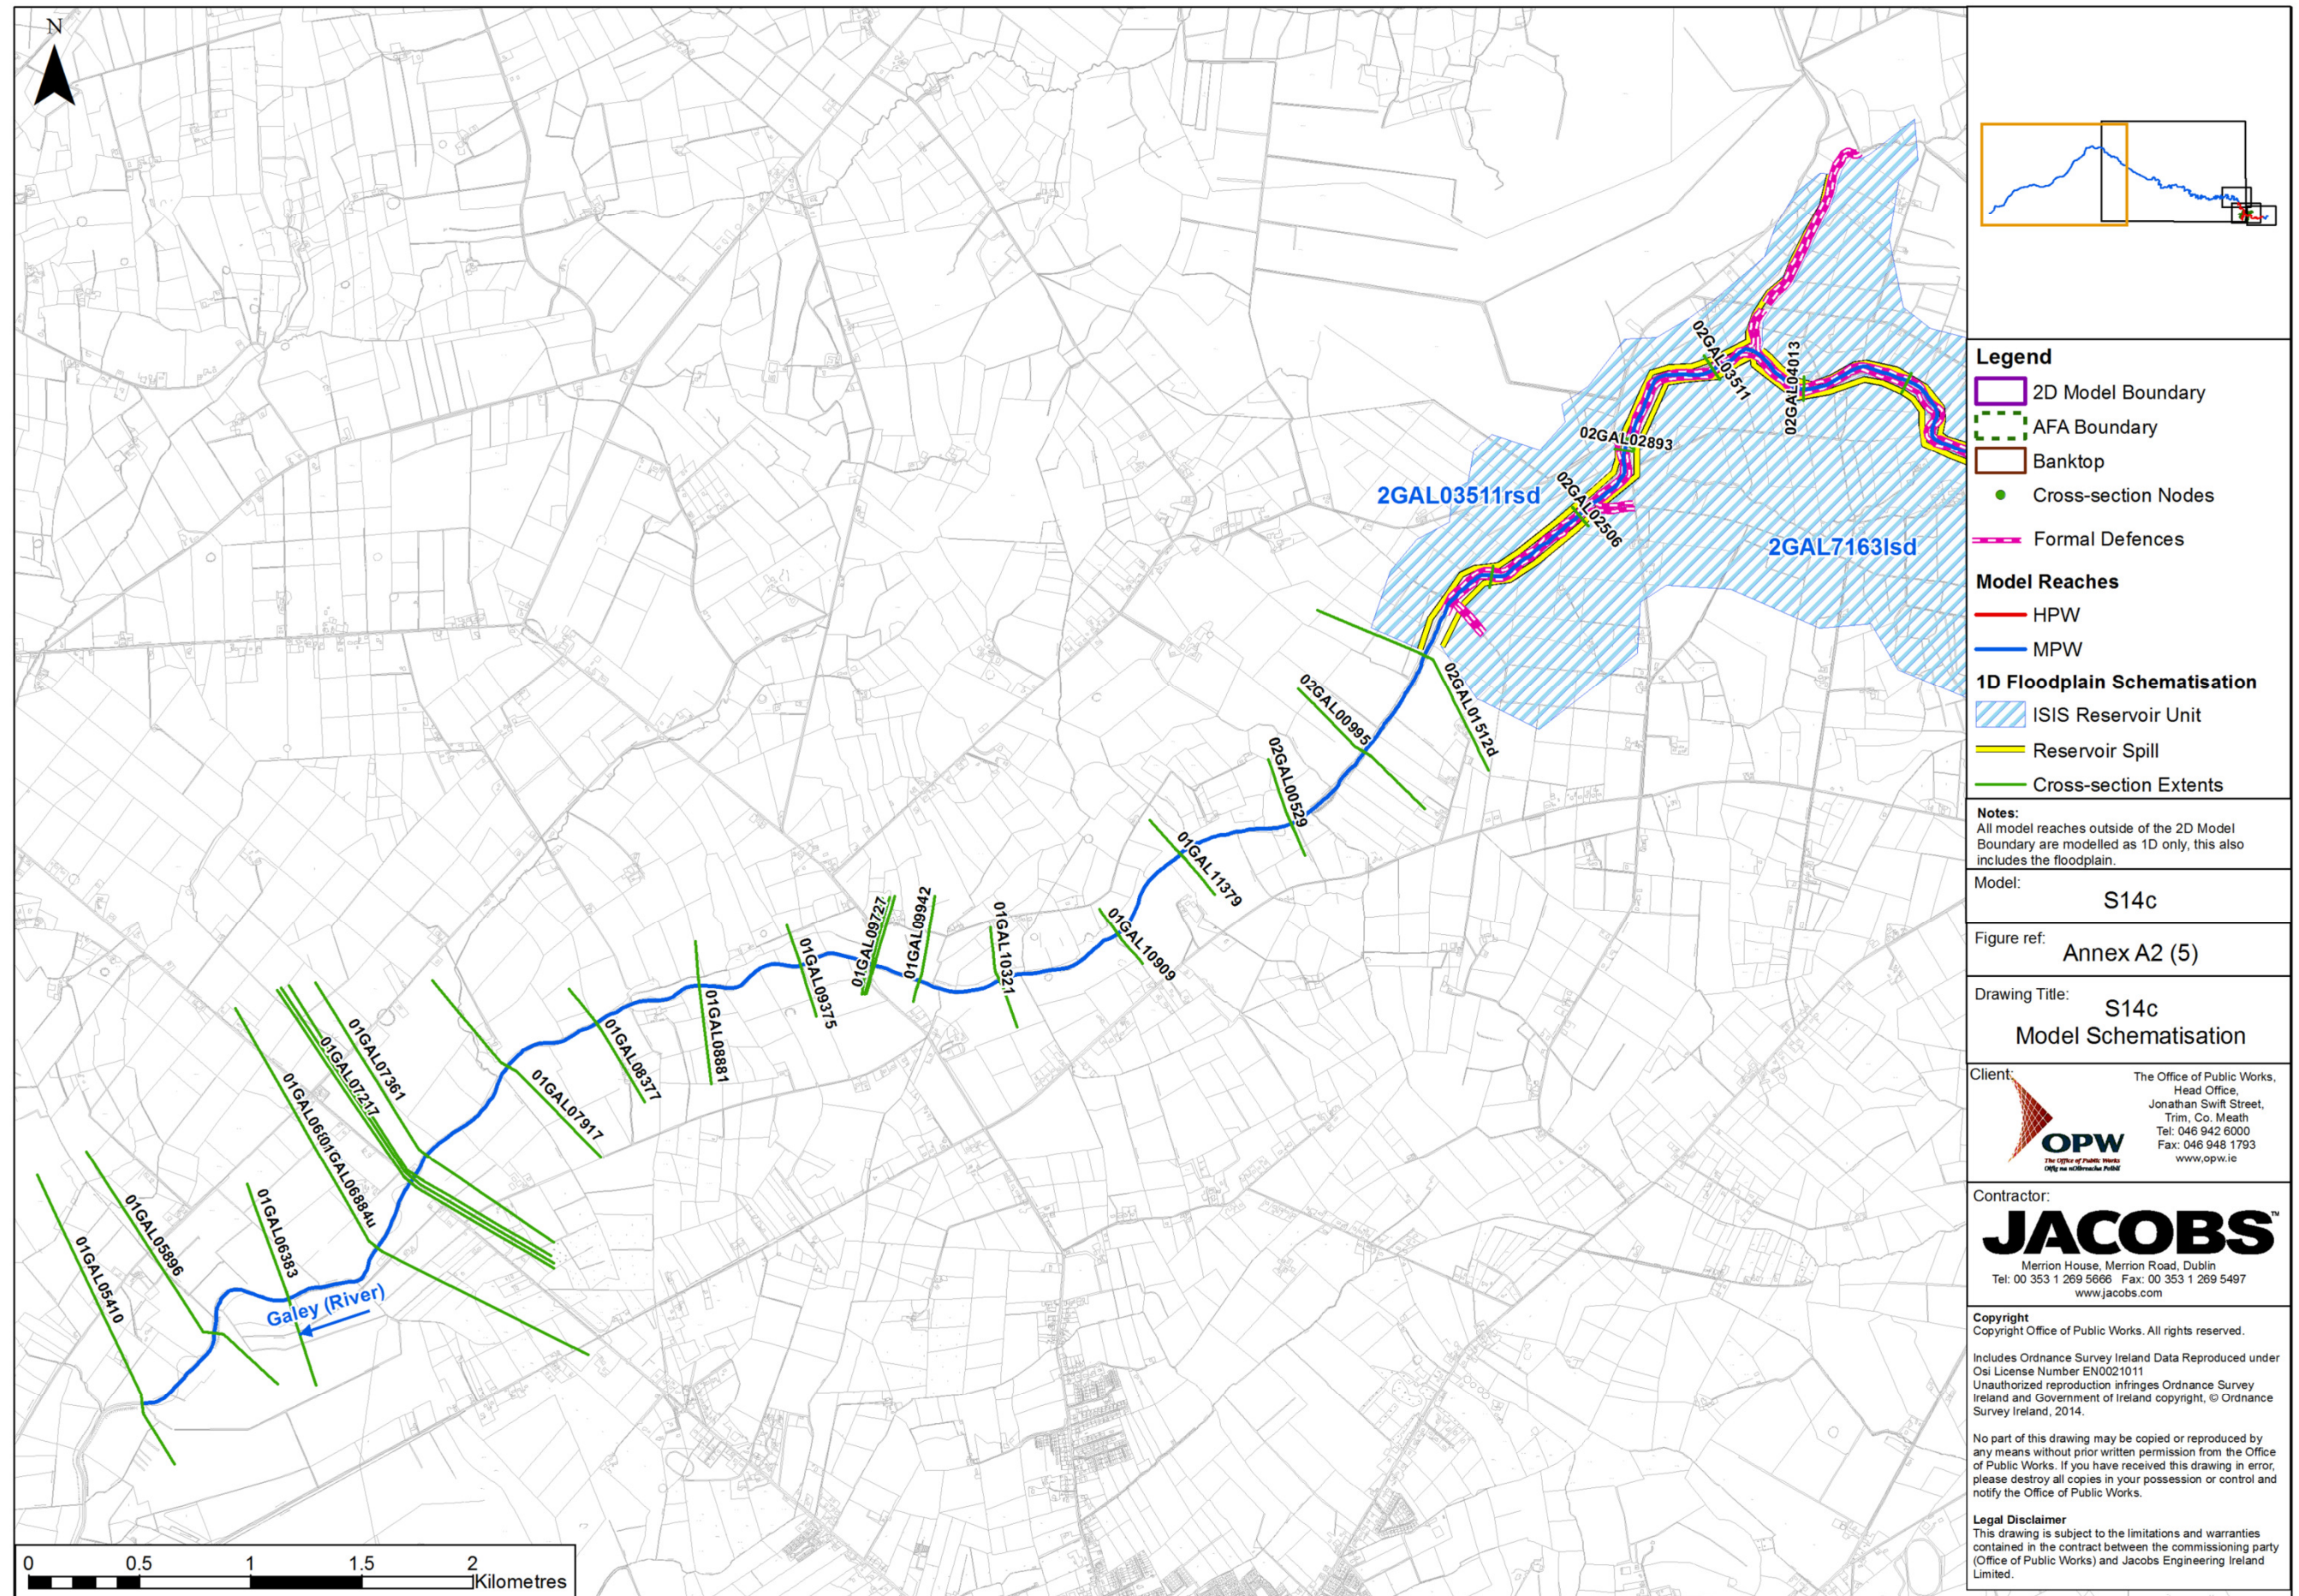 N
02GAL03511
02GAL04013
02GAL02893
2GAL03511rsd
02GAL02506
2GAL7163lsd
02GAL01512d
02GAL00995
02GAL00529
01GAL11379
01GAL10909
01GAL10321
01GAL09942
01GAL09727
01GAL09375
01GAL08881
01GAL08377
01GAL07917
01GAL07361
01GAL07217
01GAL06884u
01GAL06383
01GAL05896
01GAL05410
Galey (River)
0 0.5 1 1.5 2
Kilometres
Legend
2D Model Boundary
AFA Boundary
Banktop
Cross-section Nodes
Formal Defences
Model Reaches
HPW
MPW
1D Floodplain Schematisation
ISIS Reservoir Unit
Reservoir Spill
Cross-section Extents
Notes:
All model reaches outside of the 2D Model
Boundary are modelled as 1D only, this also
includes the floodplain.
Model:
S14c
Figure ref:
Annex A2 (5)
Drawing Title:
S14c
Model Schematisation
Client:
OPW
The Office of Public Works
Oifig na nOibreacha Poiblí
The Office of Public Works,
Head Office,
Jonathan Swift Street,
Trim, Co. Meath
Tel: 046 942 6000
Fax: 046 948 1793
www.opw.ie
Contractor:
JACOBS™
Merrion House, Merrion Road, Dublin
Tel: 00 353 1 269 5666 Fax: 00 353 1 269 5497
www.jacobs.com
Copyright
Copyright Office of Public Works. All rights reserved.
Includes Ordnance Survey Ireland Data Reproduced under
Osi License Number EN0021011
Unauthorized reproduction infringes Ordnance Survey
Ireland and Government of Ireland copyright, © Ordnance
Survey Ireland, 2014.
No part of this drawing may be copied or reproduced by
any means without prior written permission from the Office
of Public Works. If you have received this drawing in error,
please destroy all copies in your possession or control and
notify the Office of Public Works.
Legal Disclaimer
This drawing is subject to the limitations and warranties
contained in the contract between the commissioning party
(Office of Public Works) and Jacobs Engineering Ireland
Limited.